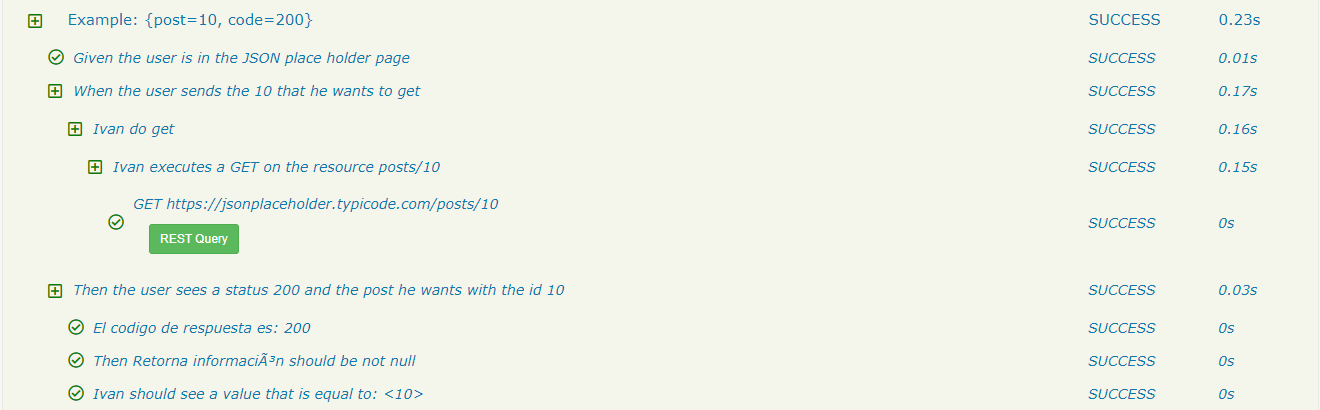 Example: {post=10, code=200} SUCCESS 0.23s
Given the user is in the JSON place holder page SUCCESS 0.01s
When the user sends the 10 that he wants to get SUCCESS 0.17s
Ivan do get SUCCESS 0.16s
Ivan executes a GET on the resource posts/10 SUCCESS 0.15s
GET https://jsonplaceholder.typicode.com/posts/10
REST Query SUCCESS 0s
Then the user sees a status 200 and the post he wants with the id 10 SUCCESS 0.03s
El codigo de respuesta es: 200 SUCCESS 0s
Then Retorna informaciÃ³n should be not null SUCCESS 0s
Ivan should see a value that is equal to: <10> SUCCESS 0s